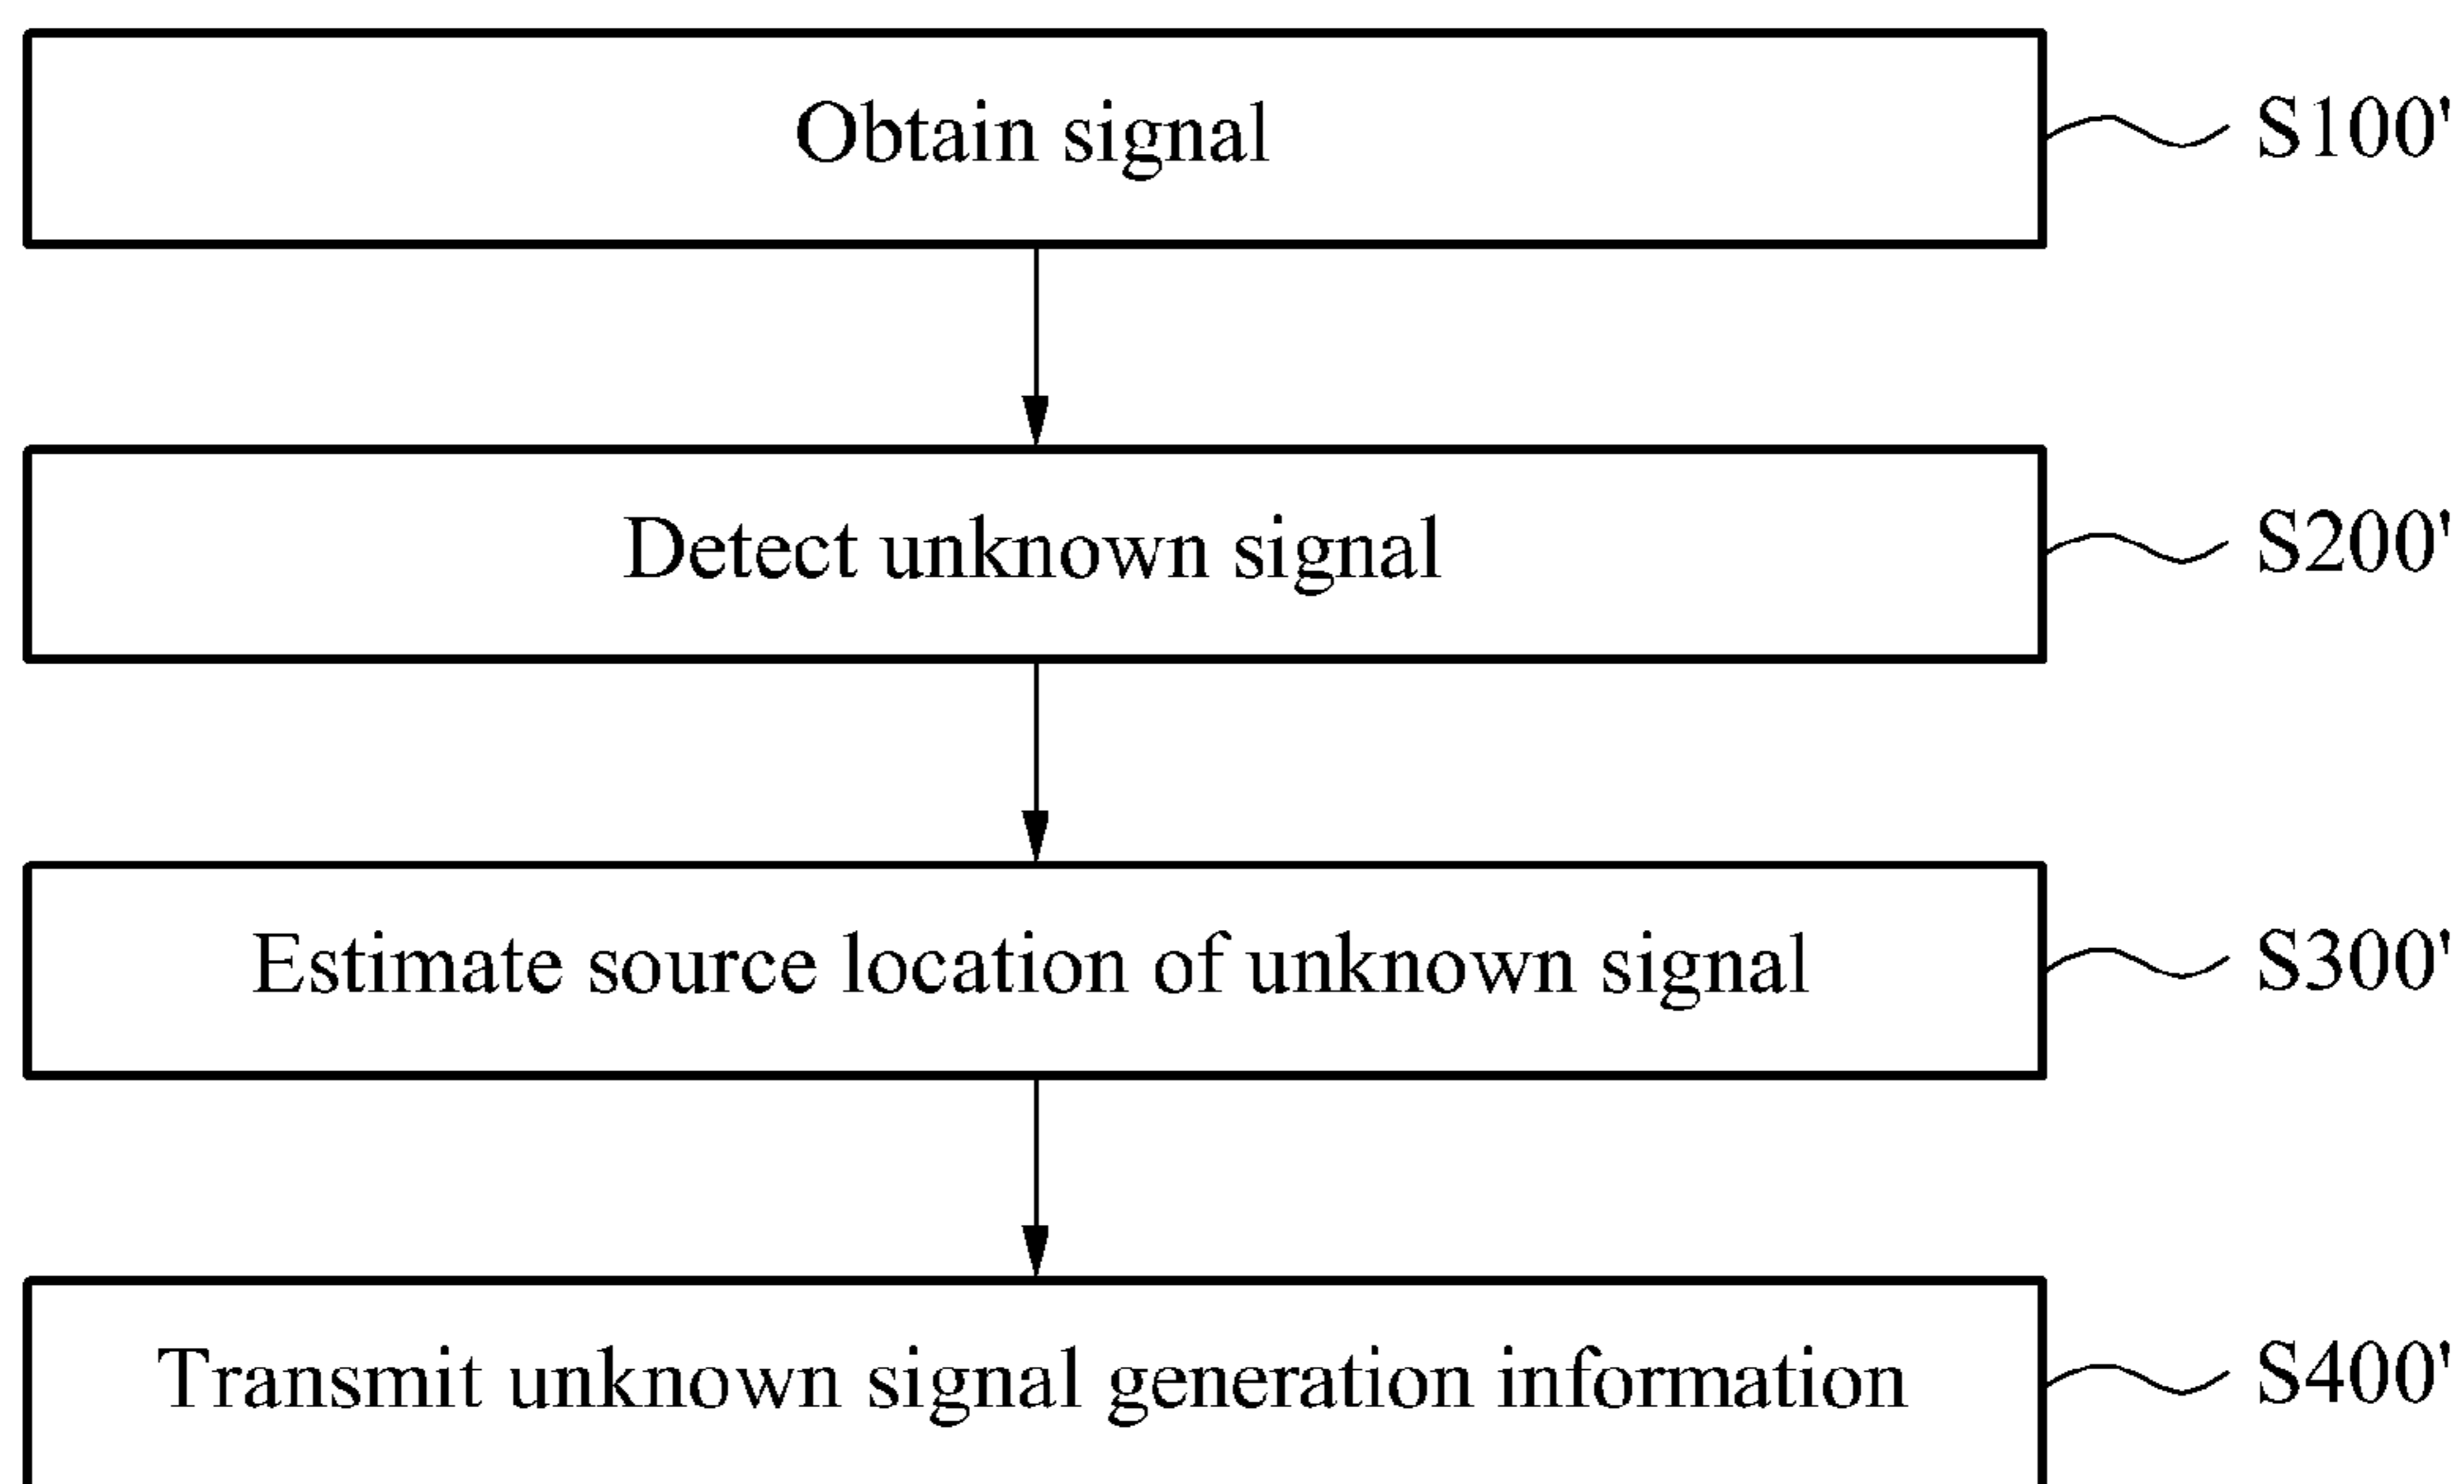 Obtain signal
S100'
Detect unknown signal
S200'
Estimate source location of unknown signal
S300'
Transmit unknown signal generation information
S400'